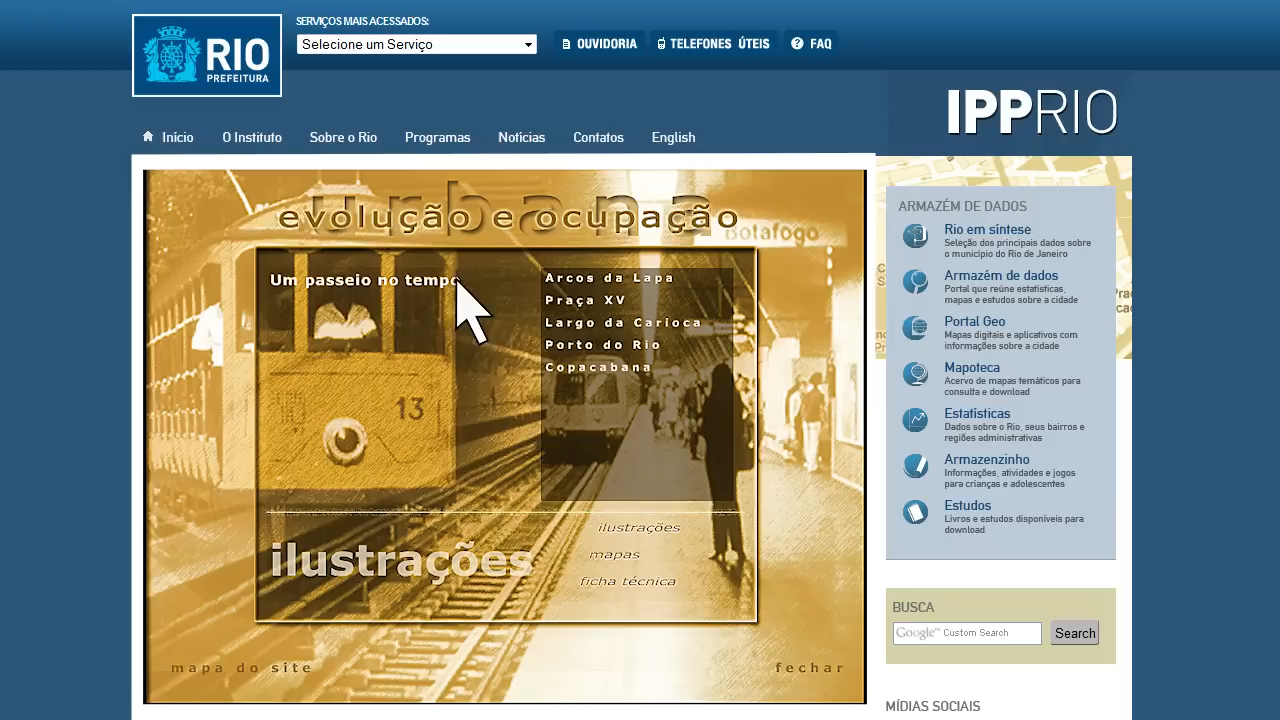 SERVIÇOS MAIS ACESSADOS:
Selecione um Serviço
OUVIDORIA
TELEFONES ÚTEIS
FAQ
RIO
PREFEITURA
IPPRIO
Início
O Instituto
Sobre o Rio
Programas
Notícias
Contatos
English
urbana
evolução e ocupação
Botafogo
Um passeio no tempo
Arcos da Lapa
Praça XV
Largo da Carioca
Porto do Rio
Copacabana
13
ilustrações
ilustrações
mapas
ficha técnica
mapa do site
fechar
ARMAZÉM DE DADOS
Rio em síntese
Seleção dos principais dados sobre
o município do Rio de Janeiro
Armazém de dados
Portal que reúne estatísticas,
mapas e estudos sobre a cidade
Portal Geo
Mapas digitais e aplicativos com
informações sobre a cidade
Mapoteca
Acervo de mapas temáticos para
consulta e download
Estatísticas
Dados sobre o Rio, seus bairros e
regiões administrativas
Armazenzinho
Informações, atividades e jogos
para crianças e adolescentes
Estudos
Livros e estudos disponíveis para
download
BUSCA
Google™ Custom Search
Search
MÍDIAS SOCIAIS